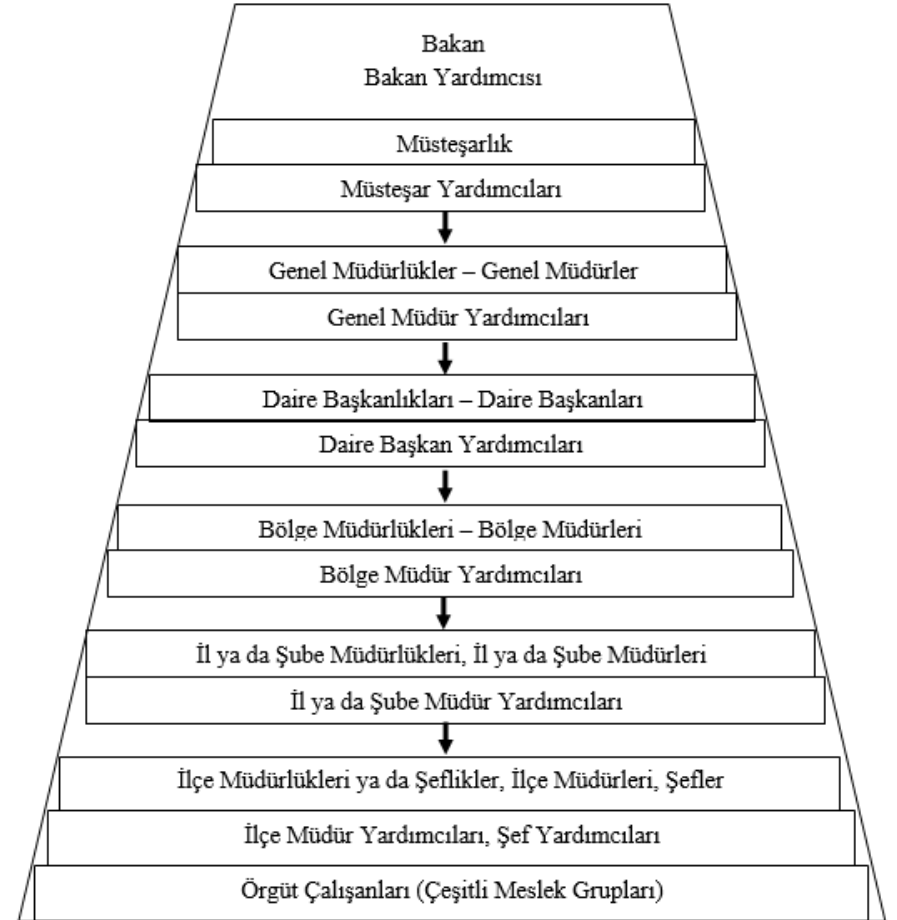 Bakan
Bakan Yardımcısı
Müsteşarlık
Müsteşar Yardımcıları
Genel Müdürlükler – Genel Müdürler
Genel Müdür Yardımcıları
Daire Başkanlıkları – Daire Başkanları
Daire Başkan Yardımcıları
Bölge Müdürlükleri – Bölge Müdürleri
Bölge Müdür Yardımcıları
İl ya da Şube Müdürlükleri, İl ya da Şube Müdürleri
İl ya da Şube Müdür Yardımcıları
İlçe Müdürlükleri ya da Şeflikler, İlçe Müdürleri, Şefler
İlçe Müdür Yardımcıları, Şef Yardımcıları
Örgüt Çalışanları (Çeşitli Meslek Grupları)